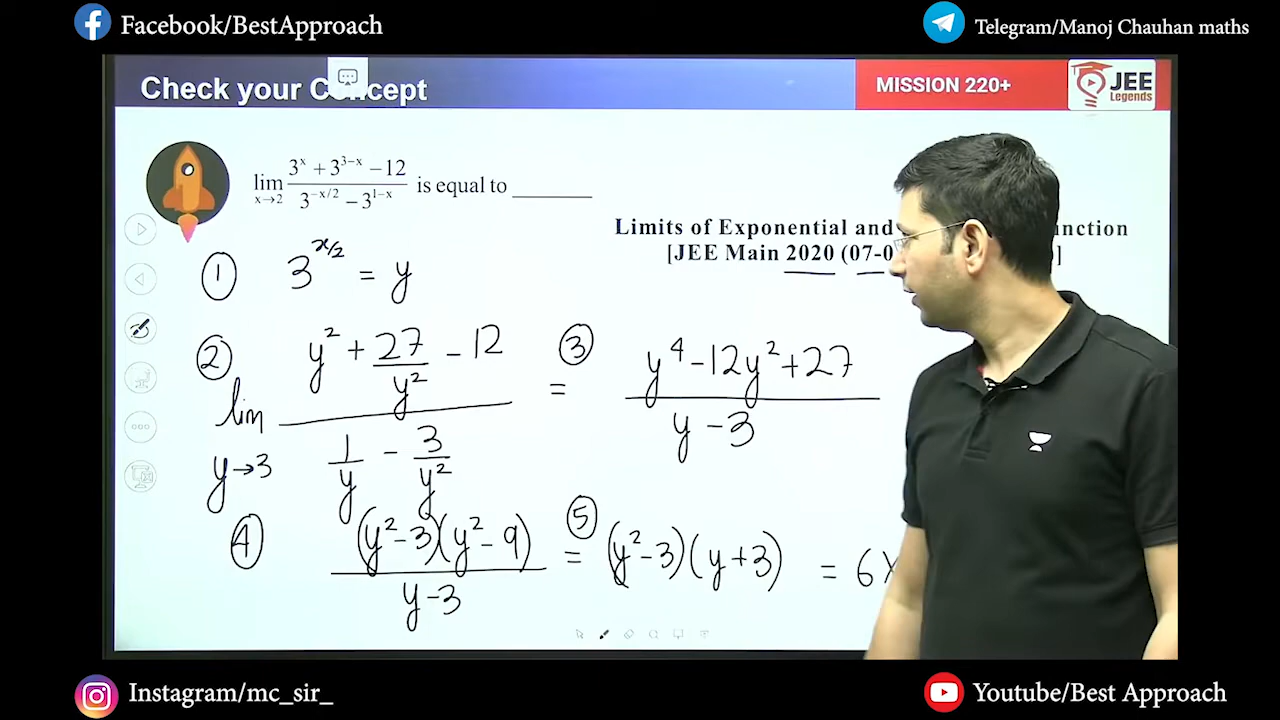 Facebook/BestApproach
Telegram/Manoj Chauhan maths
Check your Concept
MISSION 220+
JEE
Legends
lim x→2 (3^x + 3^(3−x) − 12) / (3^(−x/2) − 3^(1−x)) is equal to ______
Limits of Exponential and
[JEE Main 2020 (07-0
]
① 3^(x/2) = y
② lim y→3 (y² + 27/y² − 12) / (1/y − 3/y²) = ③ (y⁴ − 12y² + 27) / (y − 3)
④ (y² − 3)(y² − 9) / (y − 3) = ⑤ (y² − 3)(y + 3) = 6×
Instagram/mc_sir_
Youtube/Best Approach